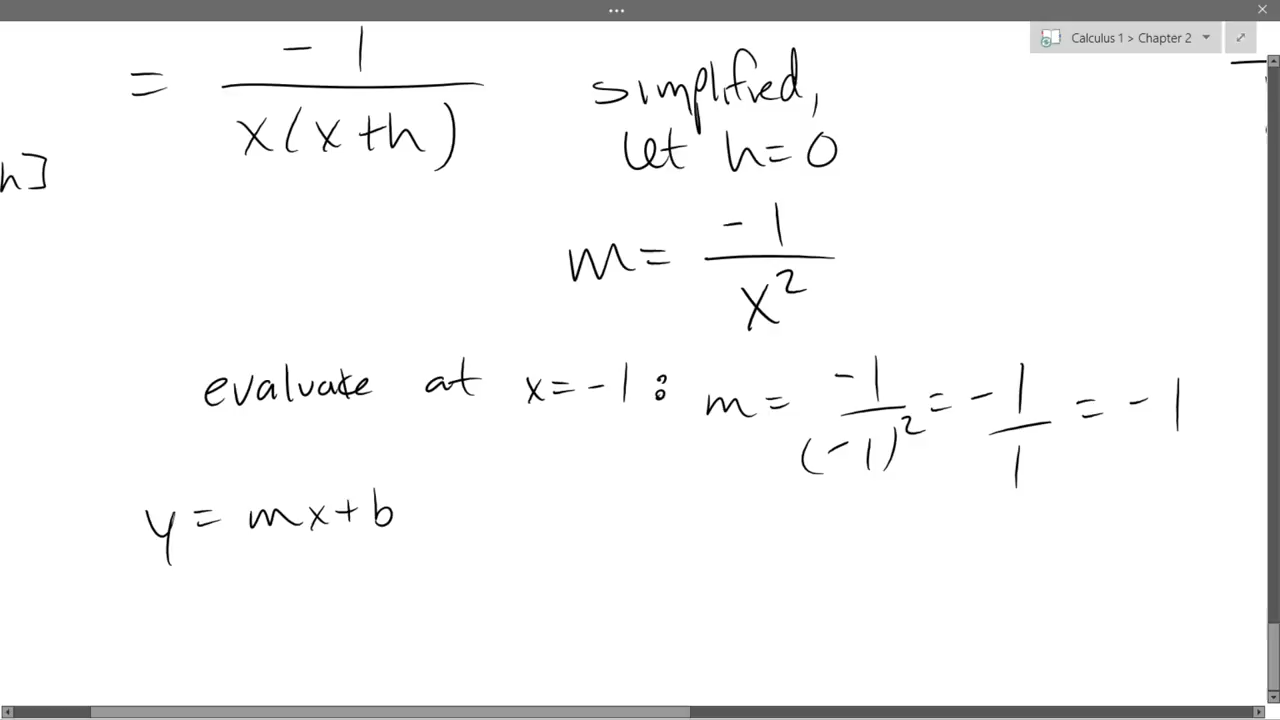 Calculus 1 > Chapter 2
= -1 / x(x+h) simplified,
let h=0
h]
m = -1 / x²
evaluate at x=-1 : m = -1 / (-1)² = -1 / 1 = -1
y = mx+b